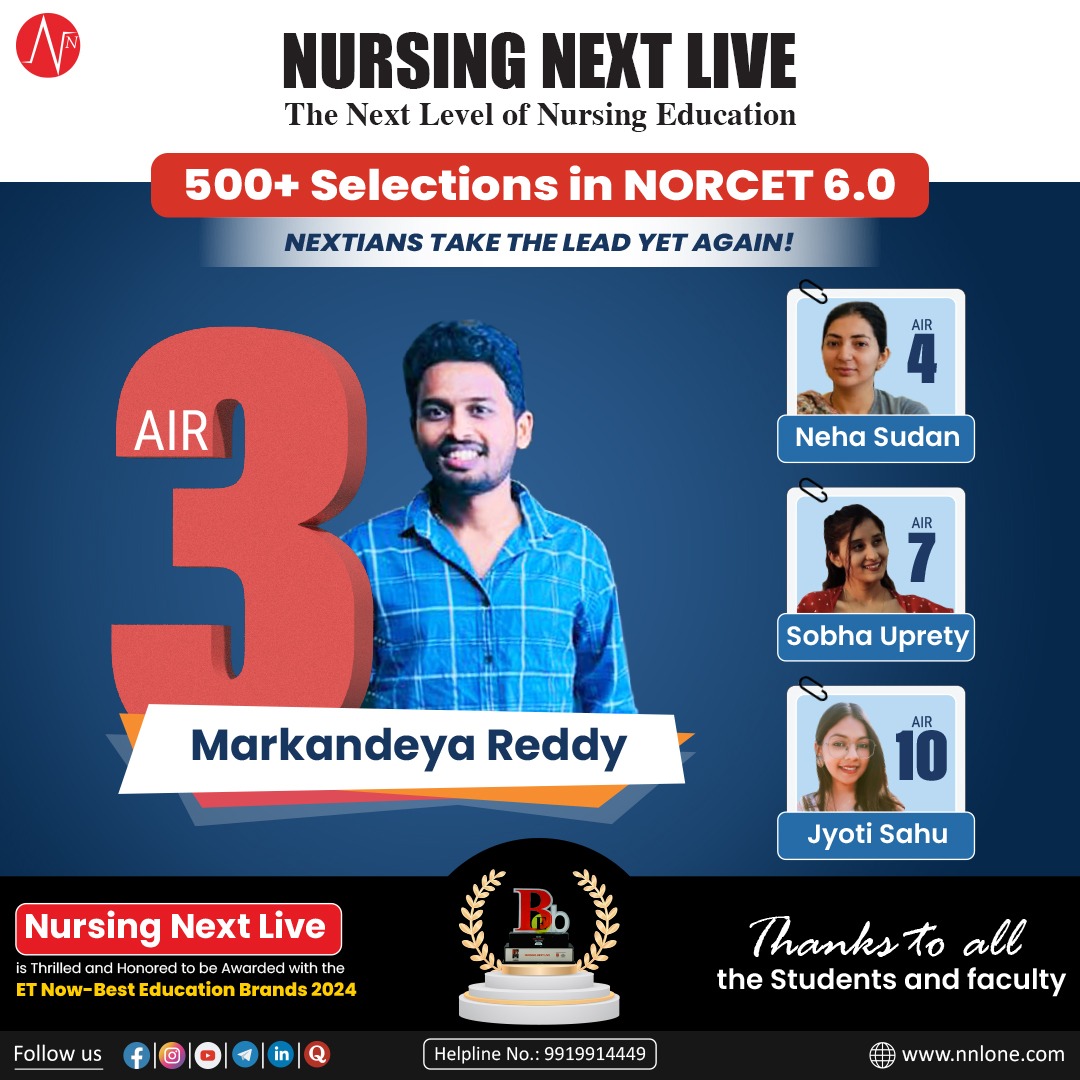 NURSING NEXT LIVE
The Next Level of Nursing Education
500+ Selections in NORCET 6.0
NEXTIANS TAKE THE LEAD YET AGAIN!
AIR
3
Markandeya Reddy
AIR
4
Neha Sudan
AIR
7
Sobha Uprety
AIR
10
Jyoti Sahu
Nursing Next Live
is Thrilled and Honored to be Awarded with the
ET Now-Best Education Brands 2024
Thanks to all
the Students and faculty
Follow us
Helpline No.: 9919914449
www.nnlone.com